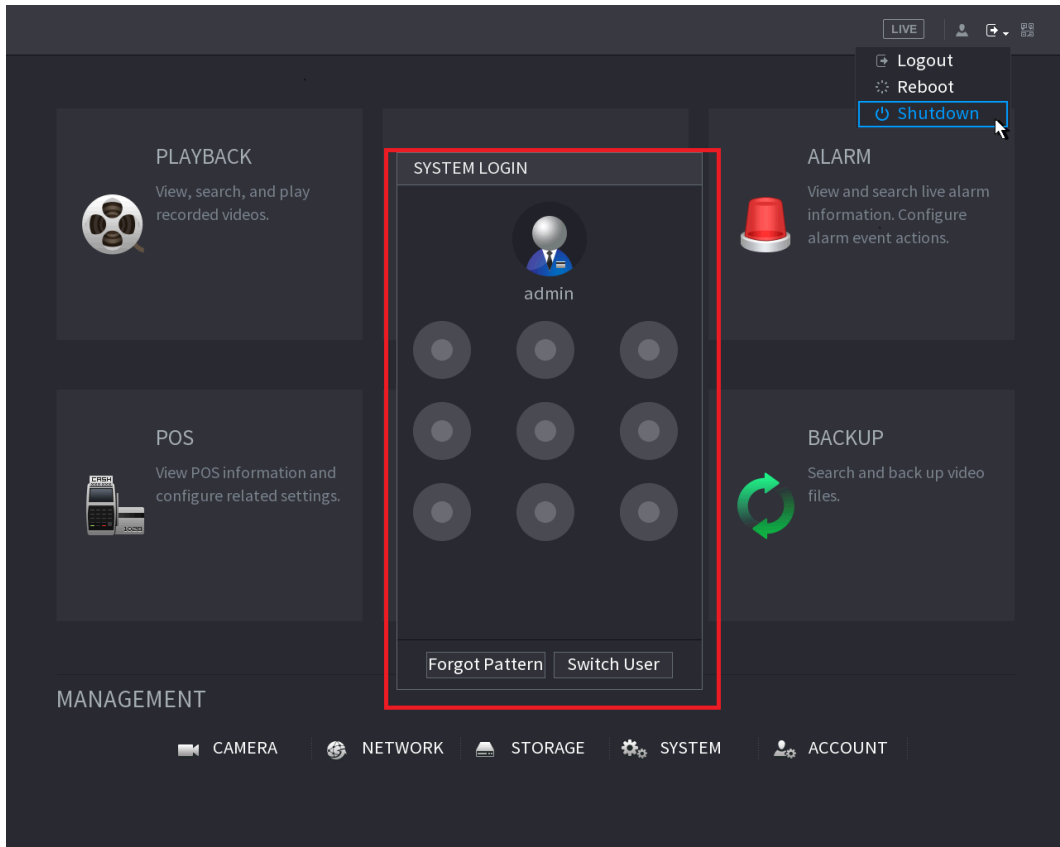 LIVE
Logout
Reboot
Shutdown
PLAYBACK
View, search, and play
recorded videos.
SYSTEM LOGIN
admin
Forgot Pattern
Switch User
ALARM
View and search live alarm
information. Configure
alarm event actions.
POS
View POS information and
configure related settings.
CASH
1028
BACKUP
Search and back up video
files.
MANAGEMENT
CAMERA
NETWORK
STORAGE
SYSTEM
ACCOUNT